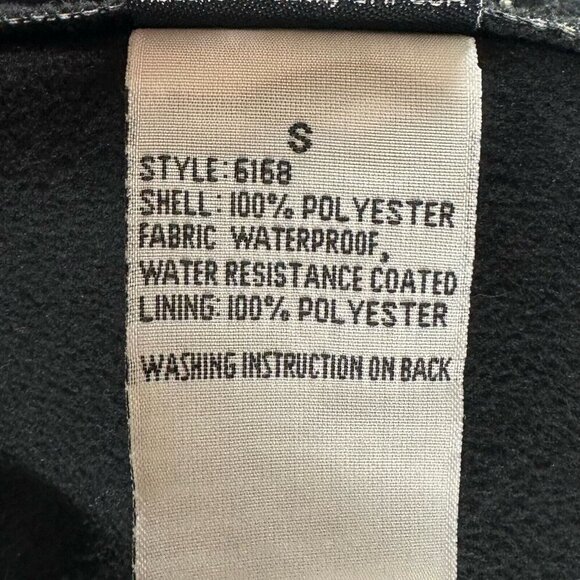 S
STYLE: 6168
SHELL: 100% POLYESTER
FABRIC WATERPROOF,
WATER RESISTANCE COATED
LINING: 100% POLYESTER
WASHING INSTRUCTION ON BACK